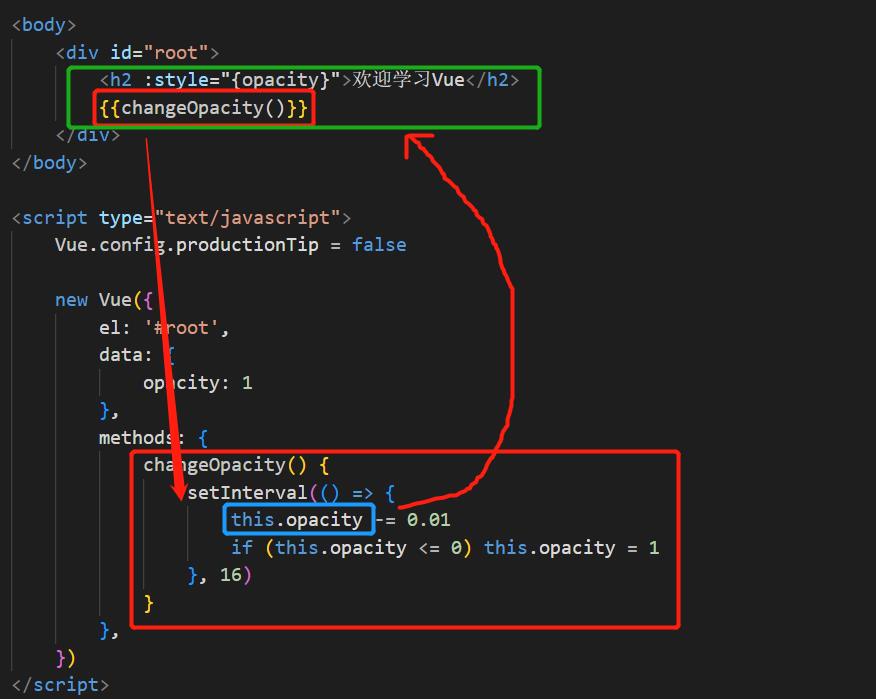 <body>
<div id="root">
<h2 :style="{opacity}">欢迎学习Vue</h2>
{{changeOpacity()}}
</div>
</body>
<script type="text/javascript">
Vue.config.productionTip = false
new Vue({
el: '#root',
data: {
opacity: 1
},
methods: {
changeOpacity() {
setInterval(() => {
this.opacity -= 0.01
if (this.opacity <= 0) this.opacity = 1
}, 16)
}
},
})
</script>